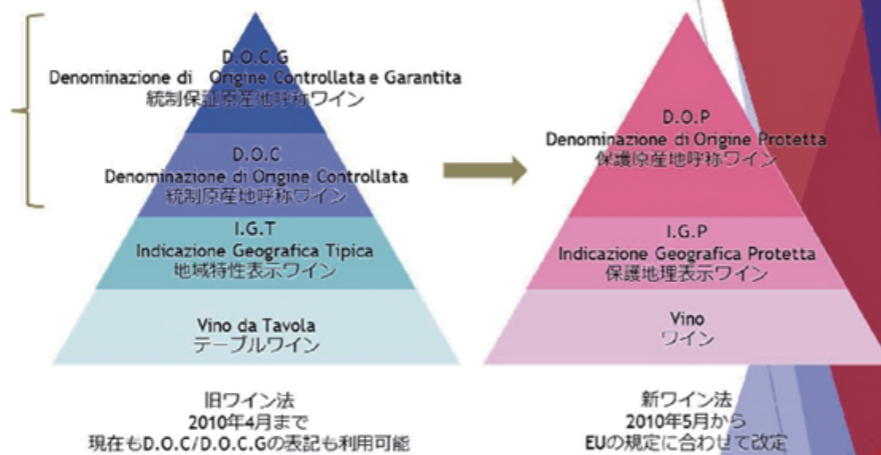 D.O.C.G
Denominazione di Origine Controllata e Garantita
統制保証原産地呼称ワイン
D.O.C
Denominazione di Origine Controllata
統制原産地呼称ワイン
I.G.T
Indicazione Geografica Tipica
地域特性表示ワイン
Vino da Tavola
テーブルワイン
旧ワイン法
2010年4月まで
現在もD.O.C/D.O.C.Gの表記も利用可能
D.O.P
Denominazione di Origine Protetta
保護原産地呼称ワイン
I.G.P
Indicazione Geografica Protetta
保護地理表示ワイン
Vino
ワイン
新ワイン法
2010年5月から
EUの規定に合わせて改定